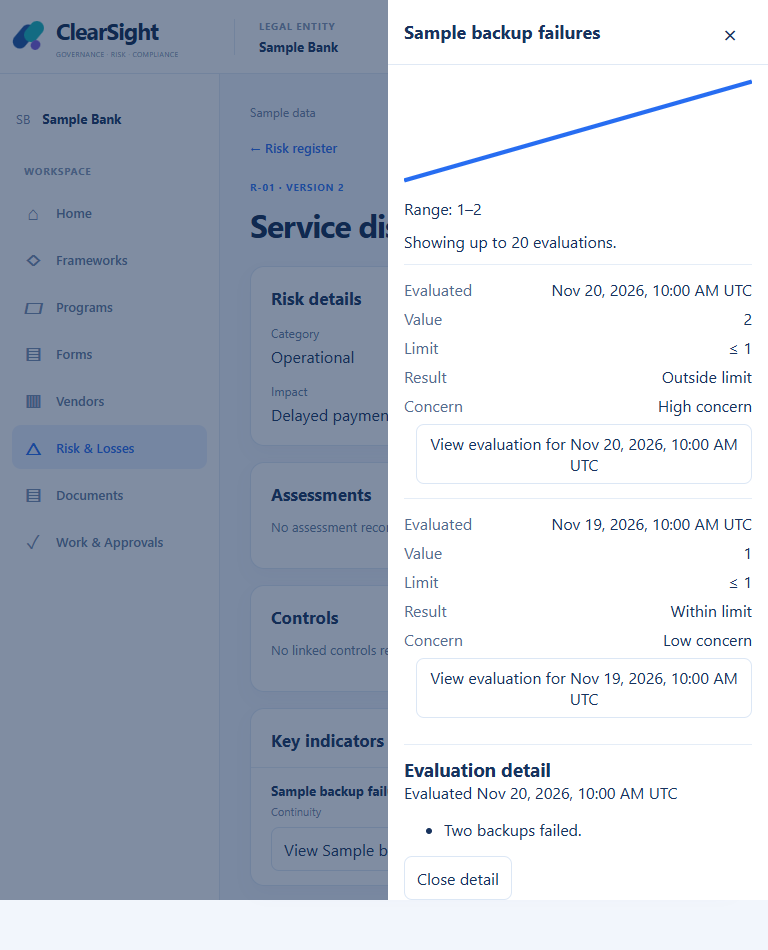 ClearSight
GOVERNANCE · RISK · COMPLIANCE
LEGAL ENTITY
Sample Bank
SB Sample Bank
WORKSPACE
Home
Frameworks
Programs
Forms
Vendors
Risk & Losses
Documents
Work & Approvals
Sample data
← Risk register
R-01 · VERSION 2
Service dis
Risk details
Category
Operational
Impact
Delayed paymen
Assessments
No assessment reco
Controls
No linked controls re
Key indicators
Sample backup fail
Continuity
View Sample b
Sample backup failures
×
Range: 1–2
Showing up to 20 evaluations.
Evaluated Nov 20, 2026, 10:00 AM UTC
Value 2
Limit ≤ 1
Result Outside limit
Concern High concern
View evaluation for Nov 20, 2026, 10:00 AM
UTC
Evaluated Nov 19, 2026, 10:00 AM UTC
Value 1
Limit ≤ 1
Result Within limit
Concern Low concern
View evaluation for Nov 19, 2026, 10:00 AM
UTC
Evaluation detail
Evaluated Nov 20, 2026, 10:00 AM UTC
• Two backups failed.
Close detail